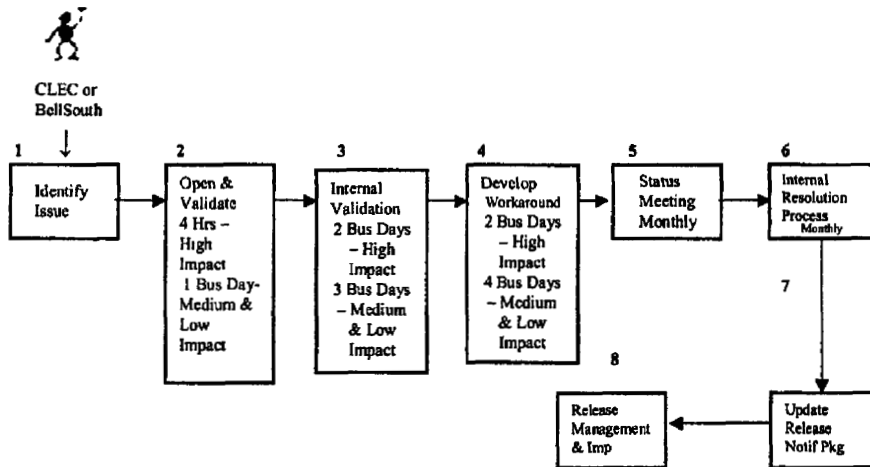 CLEC or
BellSouth
1
Identify
Issue
2
Open &
Validate
4 Hrs –
High
Impact
1 Bus Day-
Medium &
Low
Impact
3
Internal
Validation
2 Bus Days
– High
Impact
3 Bus Days
– Medium
& Low
Impact
4
Develop
Workaround
2 Bus Days
– High
Impact
4 Bus Days
– Medium
& Low
Impact
5
Status
Meeting
Monthly
6
Internal
Resolution
Process
Monthly
7
Update
Release
Notif Pkg
8
Release
Management
& Imp